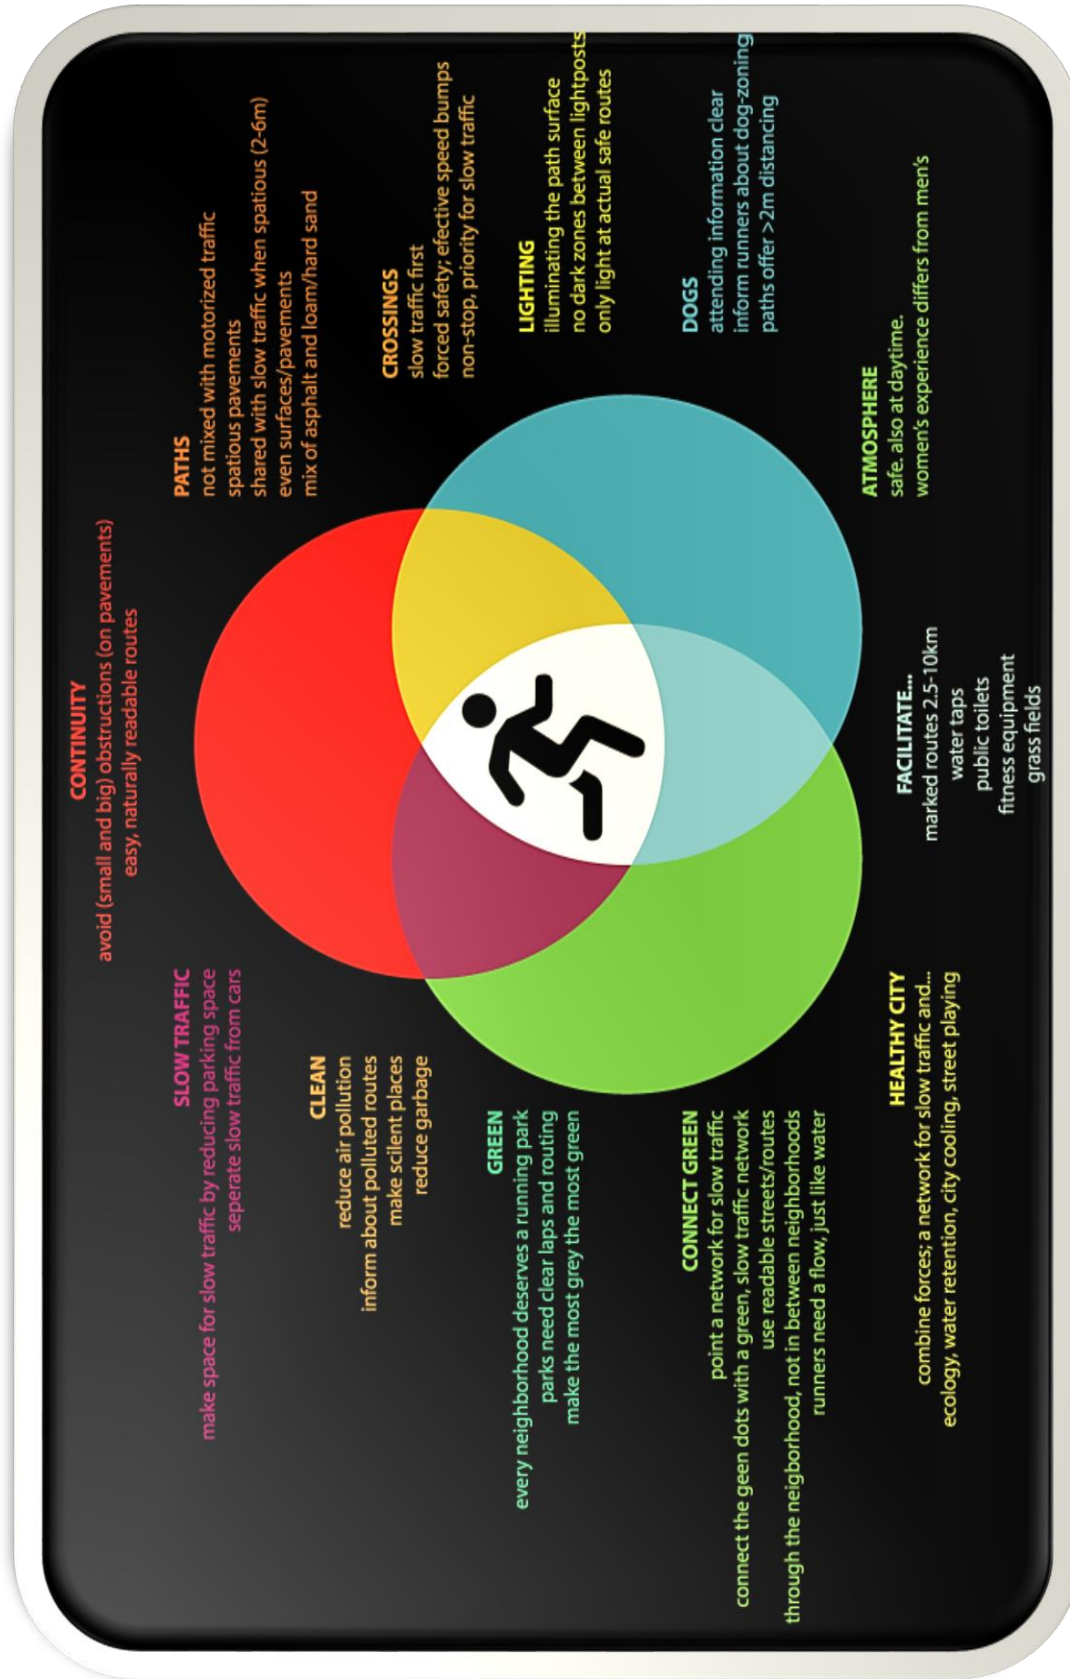 CONTINUITY
avoid (small and big) obstructions (on pavements)
easy, naturally readable routes
SLOW TRAFFIC
make space for slow traffic by reducing parking space
seperate slow traffic from cars
CLEAN
reduce air pollution
inform about polluted routes
make scilent places
reduce garbage
GREEN
every neighborhood deserves a running park
parks need clear laps and routing
make the most grey the most green
CONNECT GREEN
point a network for slow traffic
connect the geen dots with a green, slow traffic network
use readable streets/routes
through the neigborhood, not in between neighborhoods
runners need a flow, just like water
HEALTHY CITY
combine forces; a network for slow traffic and...
ecology, water retention, city cooling, street playing
PATHS
not mixed with motorized traffic
spatious pavements
shared with slow traffic when spatious (2-6m)
even surfaces/pavements
mix of asphalt and loam/hard sand
CROSSINGS
slow traffic first
forced safety; efective speed bumps
non-stop, priority for slow traffic
LIGHTING
illuminating the path surface
no dark zones between lightposts
only light at actual safe routes
DOGS
attending information clear
inform runners about dog-zoning
paths offer >2m distancing
ATMOSPHERE
safe. also at daytime.
women's experience differs from men's
FACILITATE...
marked routes 2.5-10km
water taps
public toilets
fitness equipment
grass fields